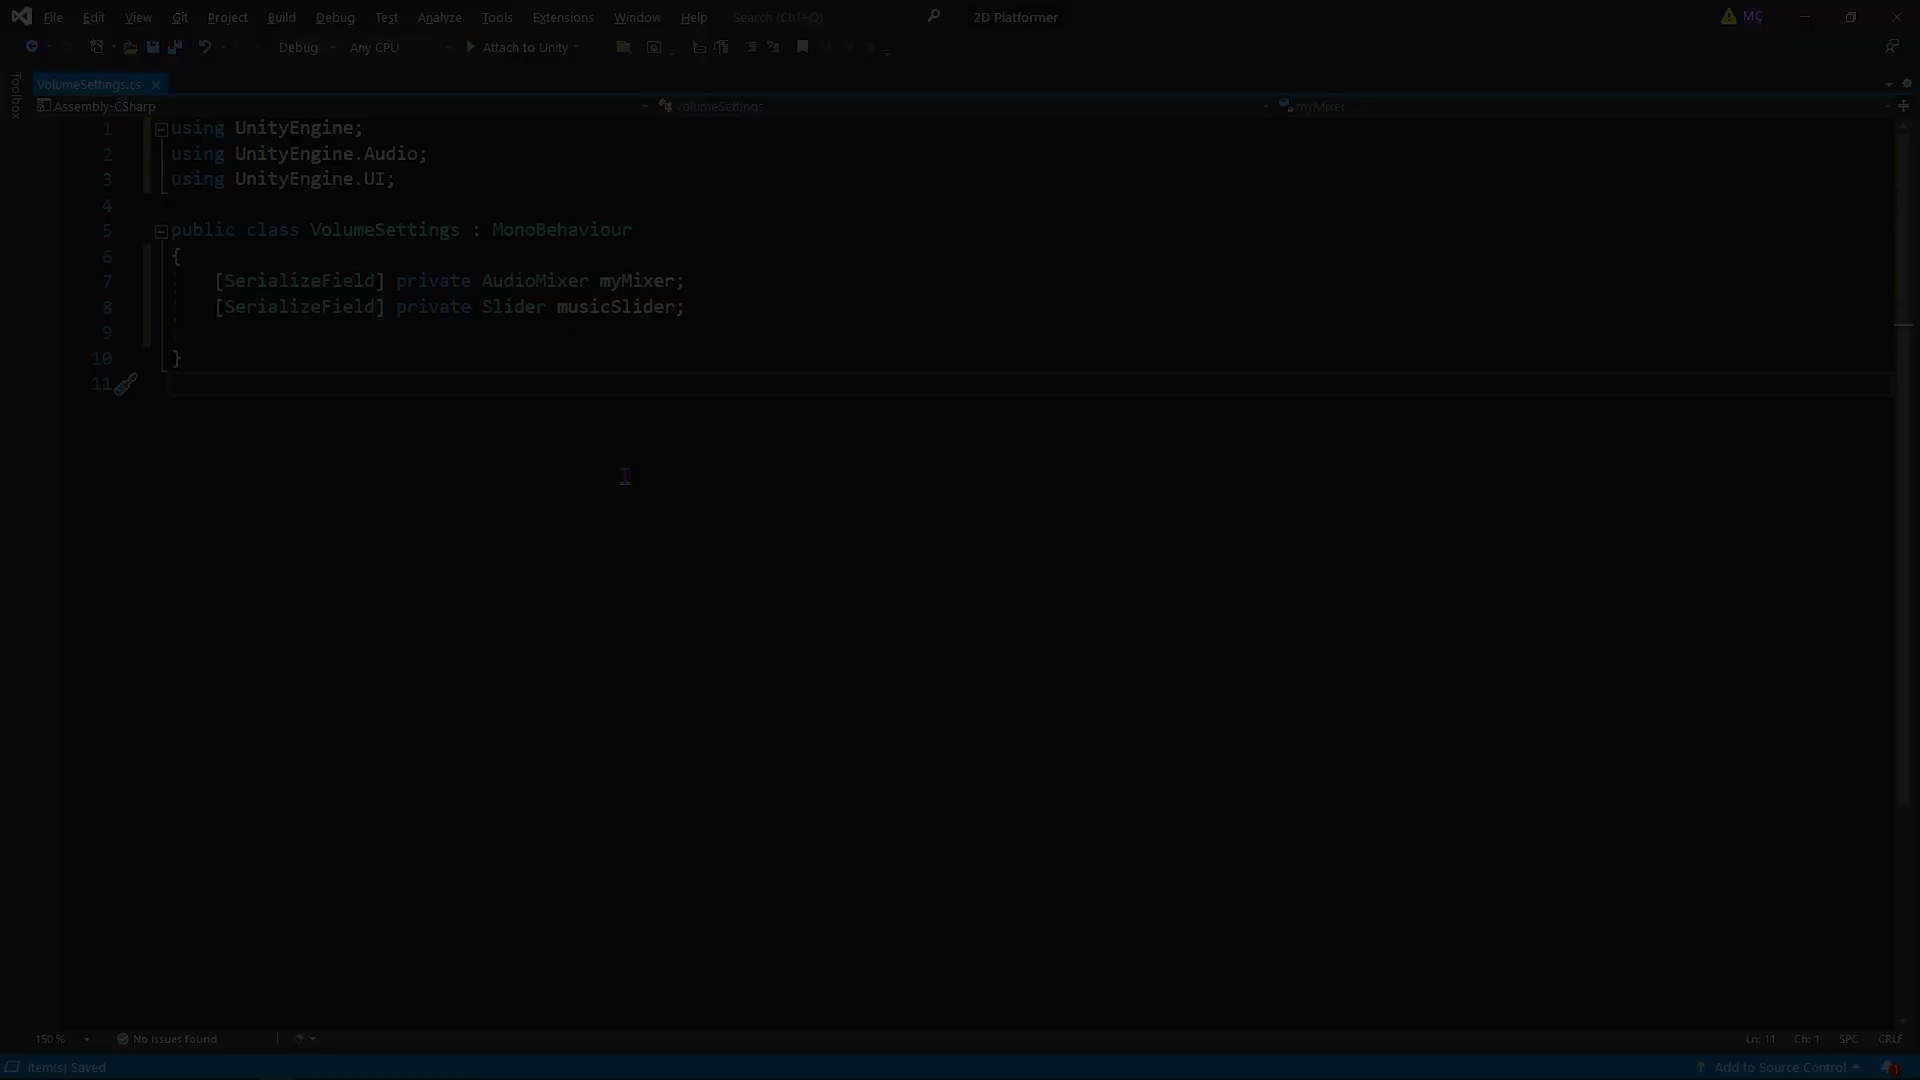 File Edit View Git Project Build Debug Test Analyze Tools Extensions Window Help Search (Ctrl+Q) 2D Platformer MG
Debug Any CPU Attach to Unity
Toolbox
VolumeSettings.cs
Assembly-CSharp volumeSettings myMixer
1 using UnityEngine;
2 using UnityEngine.Audio;
3 using UnityEngine.UI;
4
5 public class VolumeSettings : MonoBehaviour
6 {
7 [SerializeField] private AudioMixer myMixer;
8 [SerializeField] private Slider musicSlider;
9
10 }
11
150 % No issues found Ln: 11 Ch: 1 SPC CRLF
Item(s) Saved Add to Source Control 1